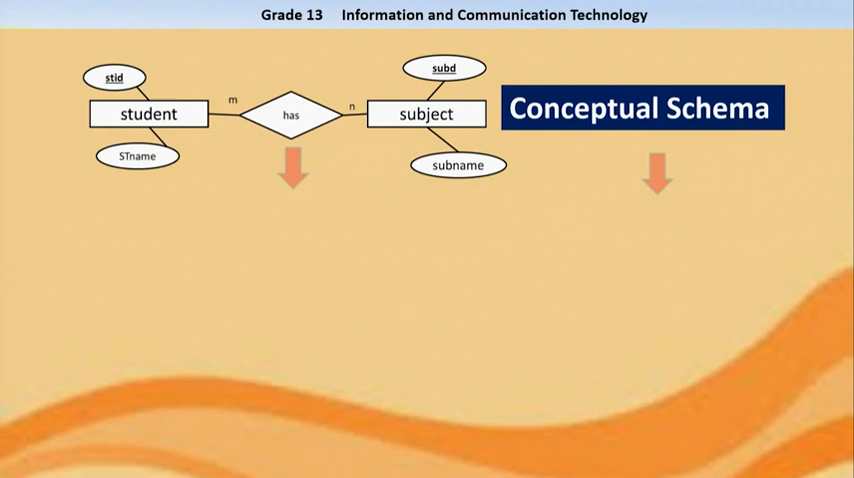 Grade 13 Information and Communication Technology
stid
subd
student
m
has
n
subject
Conceptual Schema
STname
subname